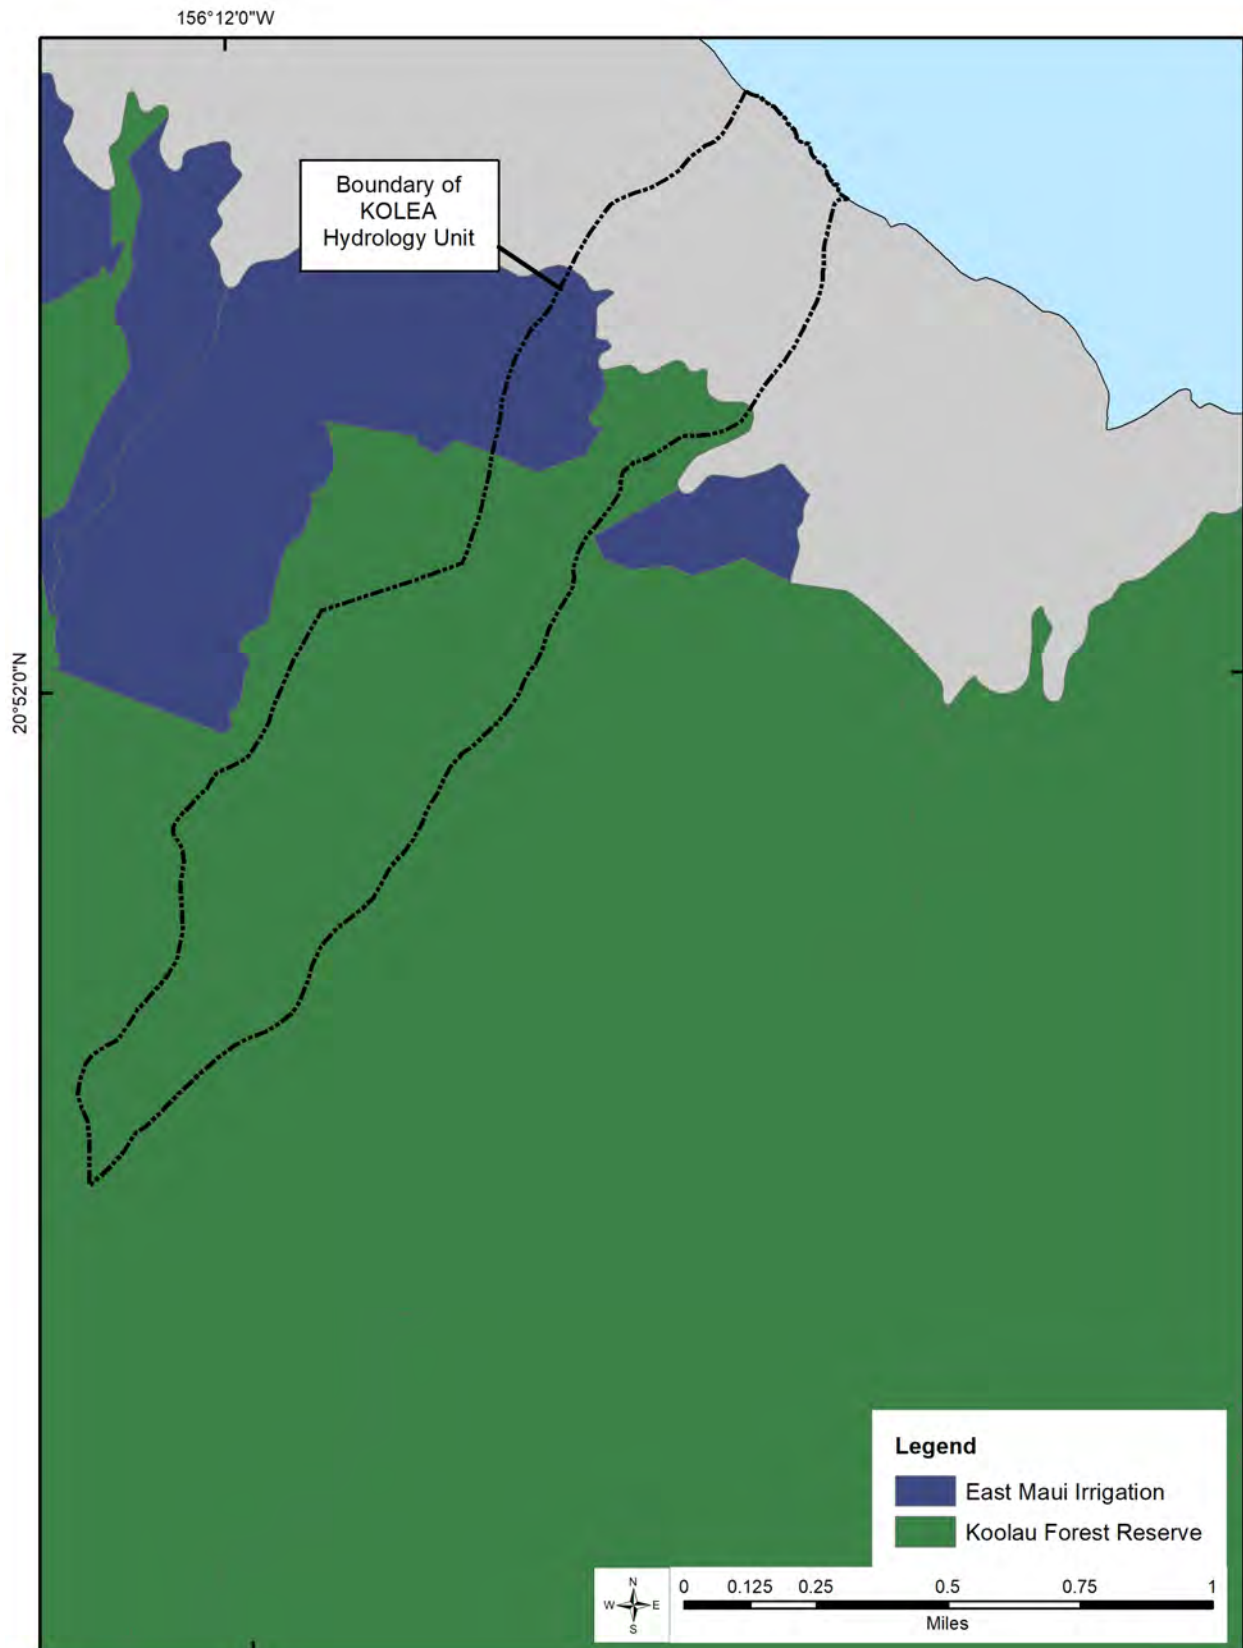 156°12'0"W
Boundary of
KOLEA
Hydrology Unit
20°52'0"N
Legend
East Maui Irrigation
Koolau Forest Reserve
N
W E
S
0 0.125 0.25 0.5 0.75 1
Miles